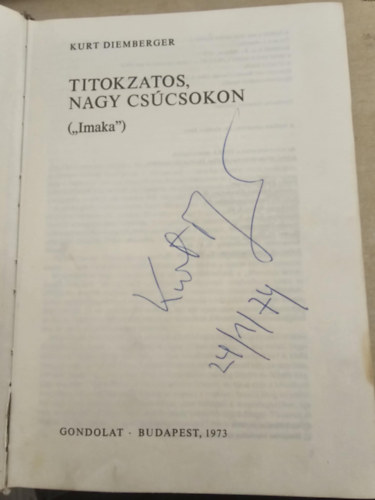 KURT DIEMBERGER
TITOKZATOS,
NAGY CSÚCSOKON
(„Imaka”)
Kurt
24/1/74
GONDOLAT · BUDAPEST, 1973